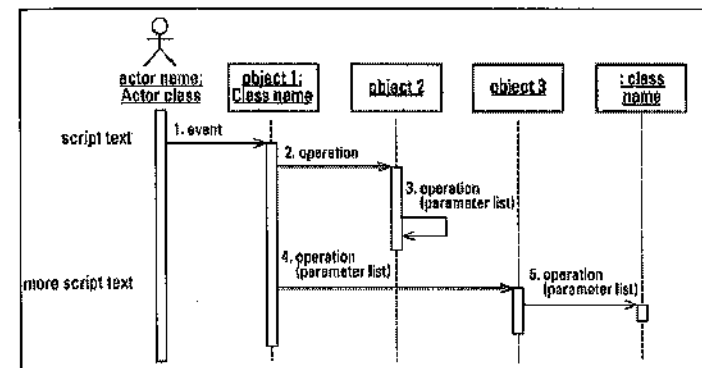 actor name:
Actor class
object 1:
Class name
object 2
object 3
: class
name
script text
1. event
2. operation
3. operation
(parameter list)
4. operation
(parameter list)
5. operation
(parameter list)
more script text